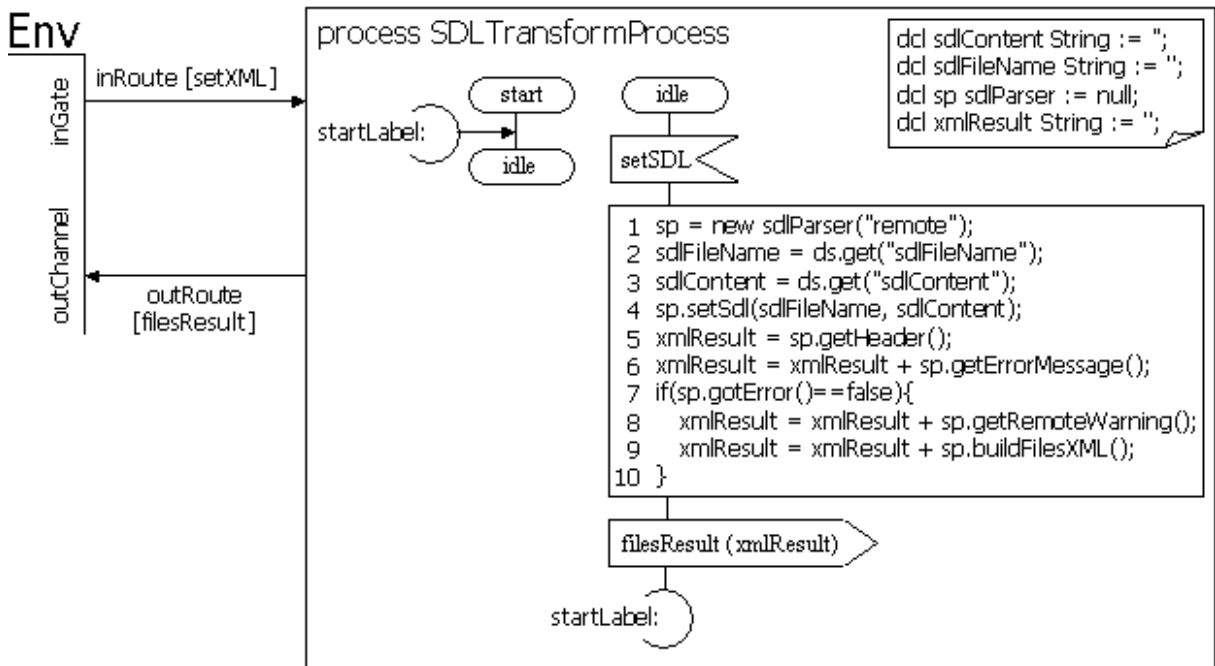 Env
inGate
inRoute [setXML]
outChannel
outRoute
[filesResult]
process SDLTransformProcess
dcl sdlContent String := '';
dcl sdlFileName String := '';
dcl sp sdlParser := null;
dcl xmlResult String := '';
start
startLabel:
idle
idle
setSDL
1 sp = new sdlParser("remote");
2 sdlFileName = ds.get("sdlFileName");
3 sdlContent = ds.get("sdlContent");
4 sp.setSdl(sdlFileName, sdlContent);
5 xmlResult = sp.getHeader();
6 xmlResult = xmlResult + sp.getErrorMessage();
7 if(sp.gotError()==false){
8 xmlResult = xmlResult + sp.getRemoteWarning();
9 xmlResult = xmlResult + sp.buildFilesXML();
10 }
filesResult (xmlResult)
startLabel: